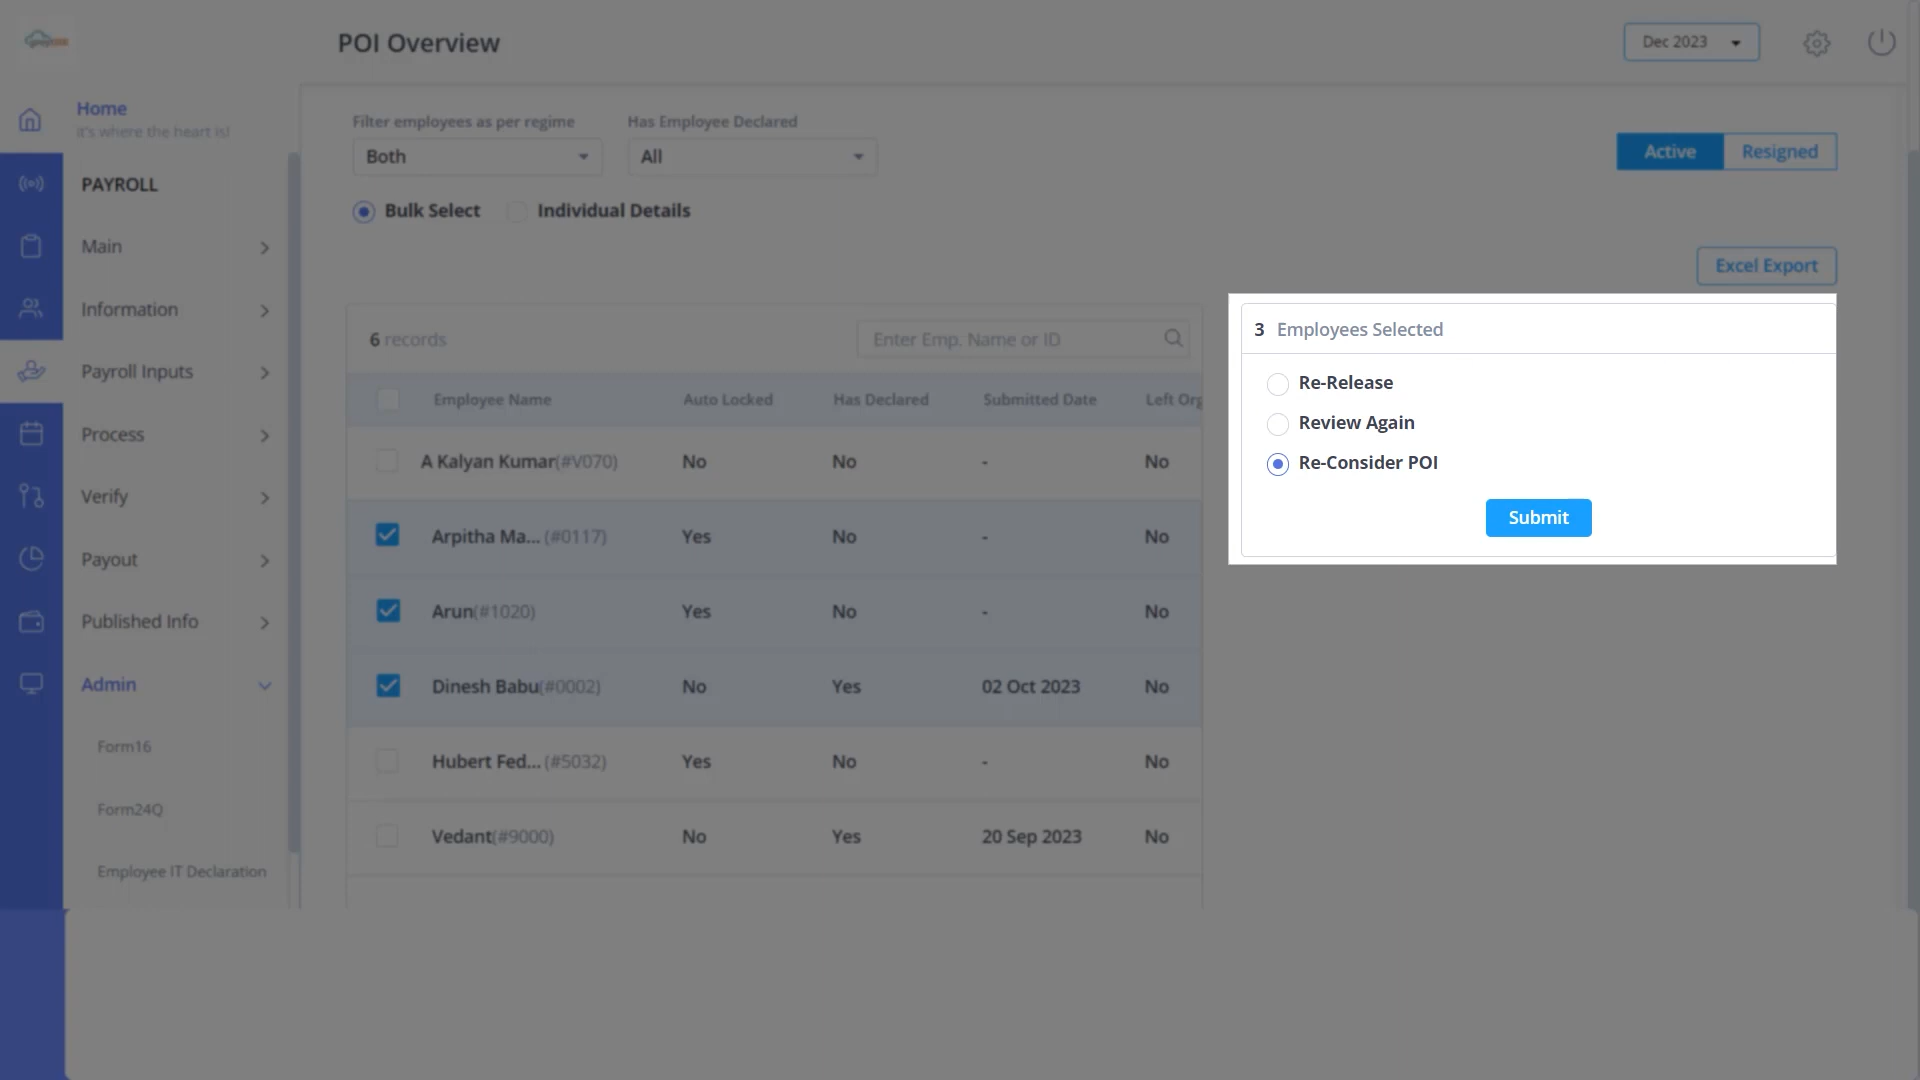 POI Overview
Dec 2023
Home
it's where the heart is!
PAYROLL
Main
Information
Payroll Inputs
Process
Verify
Payout
Published Info
Admin
Form16
Form24Q
Employee IT Declaration
Filter employees as per regime
Has Employee Declared
Both
All
Active
Resigned
Bulk Select
Individual Details
Excel Export
6 records
Enter Emp. Name or ID
Employee Name Auto Locked Has Declared Submitted Date Left Org
A Kalyan Kumar(#V070) No No - No
Arpitha Ma... (#0117) Yes No - No
Arun(#1020) Yes No - No
Dinesh Babu(#0002) No Yes 02 Oct 2023 No
Hubert Fed... (#5032) Yes No - No
Vedant(#9000) No Yes 20 Sep 2023 No
3 Employees Selected
Re-Release
Review Again
Re-Consider POI
Submit